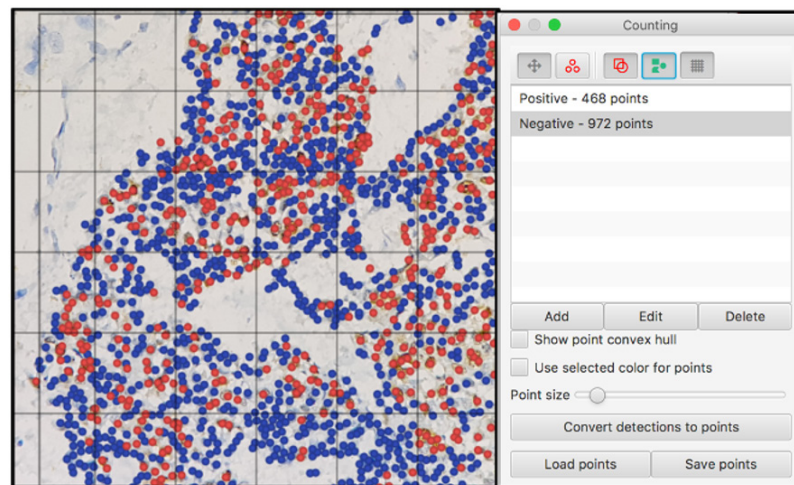 Counting
Positive - 468 points
Negative - 972 points
Add Edit Delete
Show point convex hull
Use selected color for points
Point size
Convert detections to points
Load points Save points